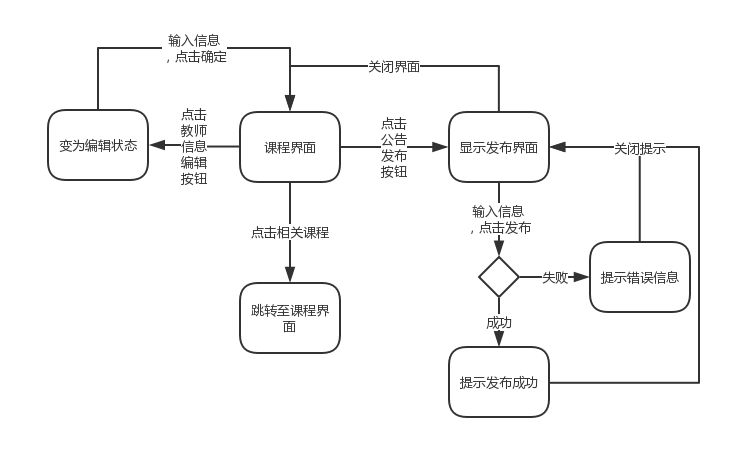 输入信息
，点击确定
关闭界面
点击
教师
信息
编辑
按钮
点击
公告
发布
按钮
变为编辑状态
课程界面
显示发布界面
关闭提示
点击相关课程
输入信息
，点击发布
跳转至课程界
面
失败
提示错误信息
成功
提示发布成功